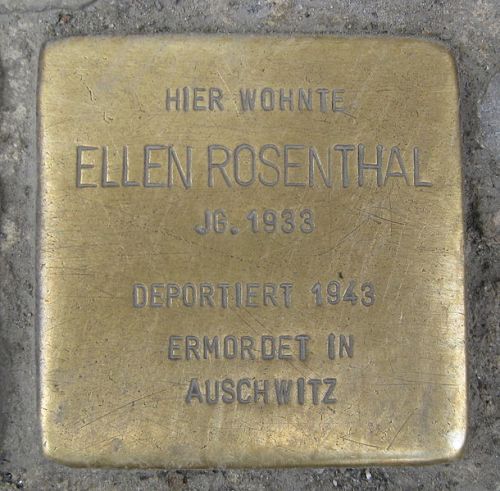 HIER WOHNTE
ELLEN ROSENTHAL
JG. 1933
DEPORTIERT 1943
ERMORDET IN
AUSCHWITZ